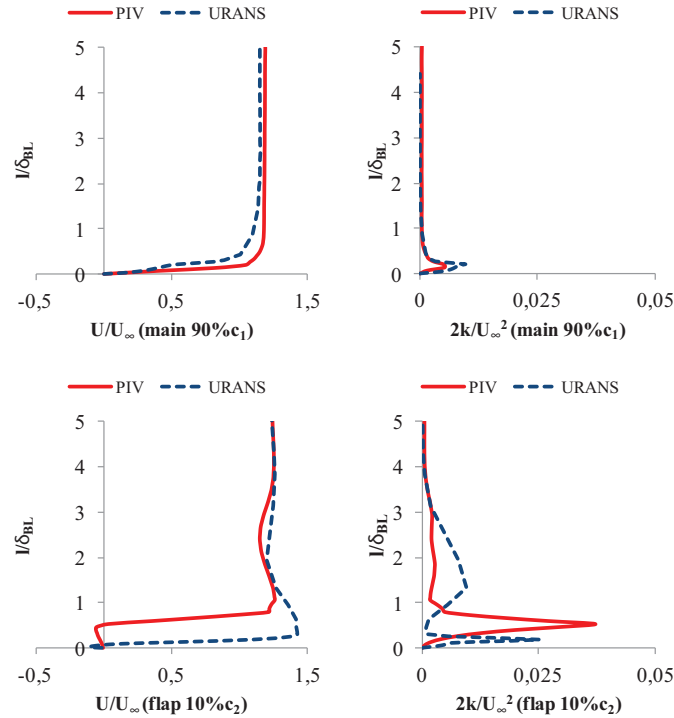 PIV URANS
PIV URANS
5
4
3
2
1
0
l/δBL
-0,5 0,5 1,5
U/U∞ (main 90%c1)
5
4
3
2
1
0
l/δBL
0 0,025 0,05
2k/U∞² (main 90%c1)
PIV URANS
PIV URANS
5
4
3
2
1
0
l/δBL
-0,5 0,5 1,5
U/U∞ (flap 10%c2)
5
4
3
2
1
0
l/δBL
0 0,025 0,05
2k/U∞² (flap 10%c2)